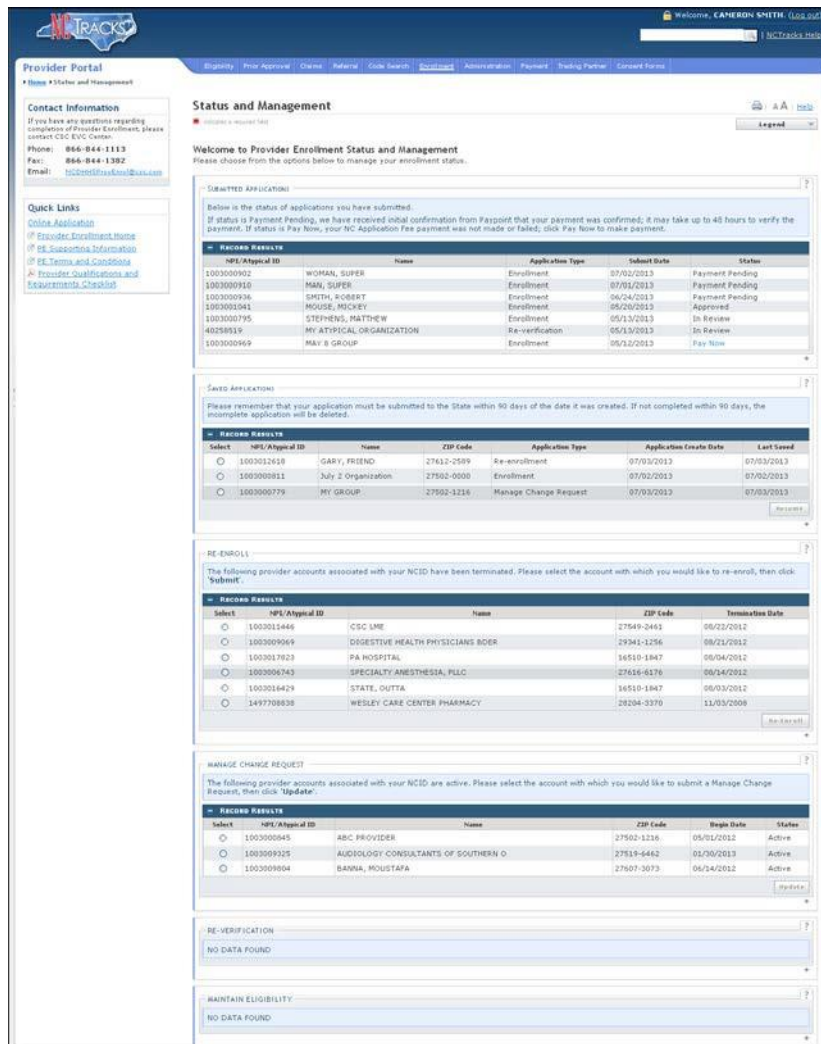 NCTRACKS
Welcome, CAMERON SMITH. (Log out)
| NCTracks Help
Provider Portal
Eligibility Prior Approval Claims Referral Code Search Enrollment Administration Payment Trading Partner Consent Forms
Home Status and Management
Contact Information
If you have any questions regarding
completion of Provider Enrollment, please
contact CSC EVC Center.
Phone: 866-844-1113
Fax: 866-844-1382
Email:
Quick Links
Online Application
Provider Enrollment Home
PE Supporting Information
PE Terms and Conditions
Provider Qualifications and
Requirements Checklist
Status and Management
AA | Help
indicates a required field
Legend
Welcome to Provider Enrollment Status and Management
Please choose from the options below to manage your enrollment status.
SUBMITTED APPLICATIONS
?
Below is the status of applications you have submitted.
If status is Payment Pending, we have received initial confirmation from Paypoint that your payment was confirmed; it may take up to 48 hours to verify the
payment. If status is Pay Now, your NC Application Fee payment was not made or failed; click Pay Now to make payment.
RECORD RESULTS
NPI/Atypical ID Name Application Type Submit Date Status
1003000902 WOMAN, SUPER Enrollment 07/02/2013 Payment Pending
1003000910 MAN, SUPER Enrollment 07/01/2013 Payment Pending
1003000936 SMITH, ROBERT Enrollment 06/24/2013 Payment Pending
1003001041 MOUSE, MICKEY Enrollment 05/20/2013 Approved
1003000795 STEPHENS, MATTHEW Enrollment 05/13/2013 In Review
40258519 MY ATYPICAL ORGANIZATION Re-verification 05/13/2013 In Review
1003000969 MAY 8 GROUP Enrollment 05/12/2013 Pay Now
SAVED APPLICATIONS
?
Please remember that your application must be submitted to the State within 90 days of the date it was created. If not completed within 90 days, the
incomplete application will be deleted.
RECORD RESULTS
Select NPI/Atypical ID Name ZIP Code Application Type Application Create Date Last Saved
1003012618 GARY, FRIEND 27612-2589 Re-enrollment 07/03/2013 07/03/2013
1003000811 July 2 Organization 27502-0000 Enrollment 07/02/2013 07/02/2013
1003000779 MY GROUP 27502-1216 Manage Change Request 07/03/2013 07/03/2013
Resume
RE-ENROLL
?
The following provider accounts associated with your NCID have been terminated. Please select the account with which you would like to re-enroll, then click
'Submit'.
RECORD RESULTS
Select NPI/Atypical ID Name ZIP Code Termination Date
1003015446 CSC LME 27549-2461 08/22/2012
1003009069 DIGESTIVE HEALTH PHYSICIANS BOER 29341-1256 08/21/2012
1003017023 PA HOSPITAL 16510-1847 08/04/2012
1003006743 SPECIALTY ANESTHESIA, PLLC 27616-6176 08/14/2012
1003016429 STATE, OUTTA 16510-1847 08/03/2012
1497708838 WESLEY CARE CENTER PHARMACY 28204-3370 11/03/2008
Re-Enroll
MANAGE CHANGE REQUEST
?
The following provider accounts associated with your NCID are active. Please select the account with which you would like to submit a Manage Change
Request, then click 'Update'.
RECORD RESULTS
Select NPI/Atypical ID Name ZIP Code Begin Date Status
1003000845 ABC PROVIDER 27502-1216 05/01/2012 Active
1003009325 AUDIOLOGY CONSULTANTS OF SOUTHERN O 27519-6462 01/30/2013 Active
1003009804 BANNA, MOUSTAFA 27607-3073 06/14/2012 Active
Update
RE-VERIFICATION
?
NO DATA FOUND
MAINTAIN ELIGIBILITY
?
NO DATA FOUND